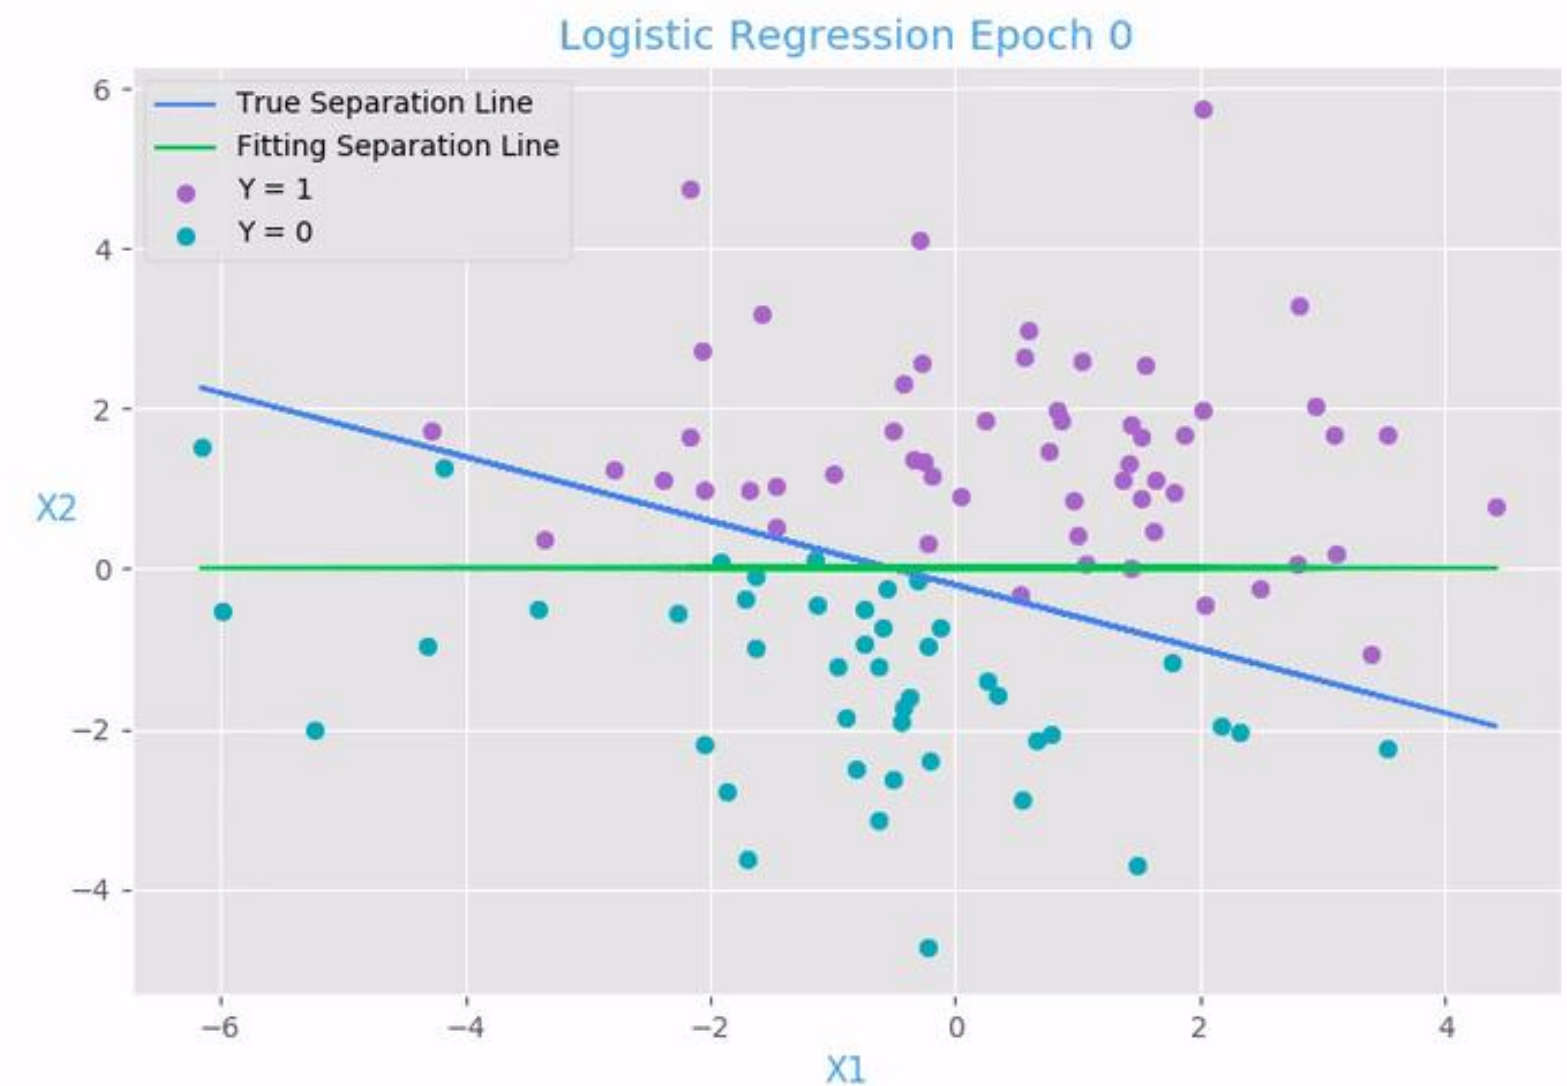 Logistic Regression Epoch 0
True Separation Line
Fitting Separation Line
Y = 1
Y = 0
6
4
2
0
−2
−4
X2
−6 −4 −2 0 2 4
X1